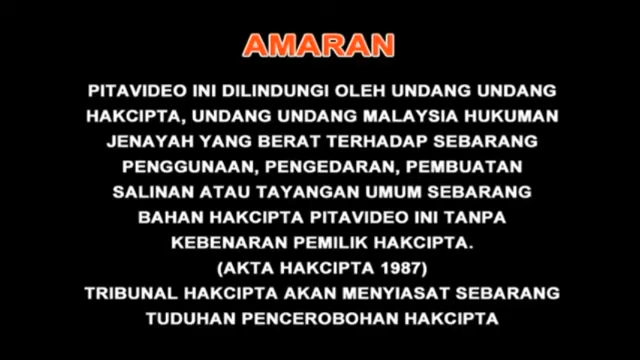 AMARAN
PITAVIDEO INI DILINDUNGI OLEH UNDANG UNDANG
HAKCIPTA, UNDANG UNDANG MALAYSIA HUKUMAN
JENAYAH YANG BERAT TERHADAP SEBARANG
PENGGUNAAN, PENGEDARAN, PEMBUATAN
SALINAN ATAU TAYANGAN UMUM SEBARANG
BAHAN HAKCIPTA PITAVIDEO INI TANPA
KEBENARAN PEMILIK HAKCIPTA.
(AKTA HAKCIPTA 1987)
TRIBUNAL HAKCIPTA AKAN MENYIASAT SEBARANG
TUDUHAN PENCEROBOHAN HAKCIPTA